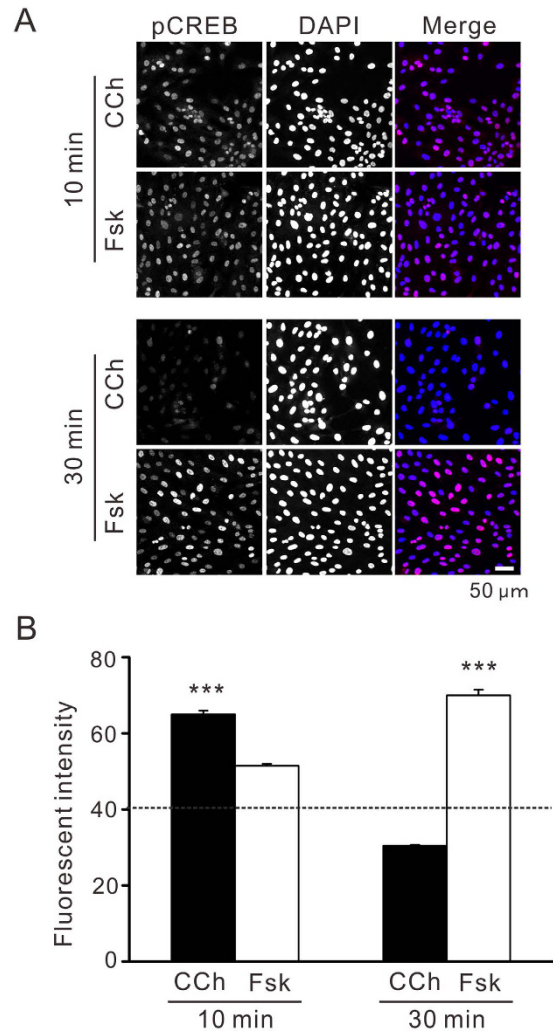 A
pCREB DAPI Merge
10 min
CCh
Fsk
30 min
CCh
Fsk
50 μm
B
Fluorescent intensity
80
60
40
20
0
***
***
CCh Fsk CCh Fsk
10 min 30 min